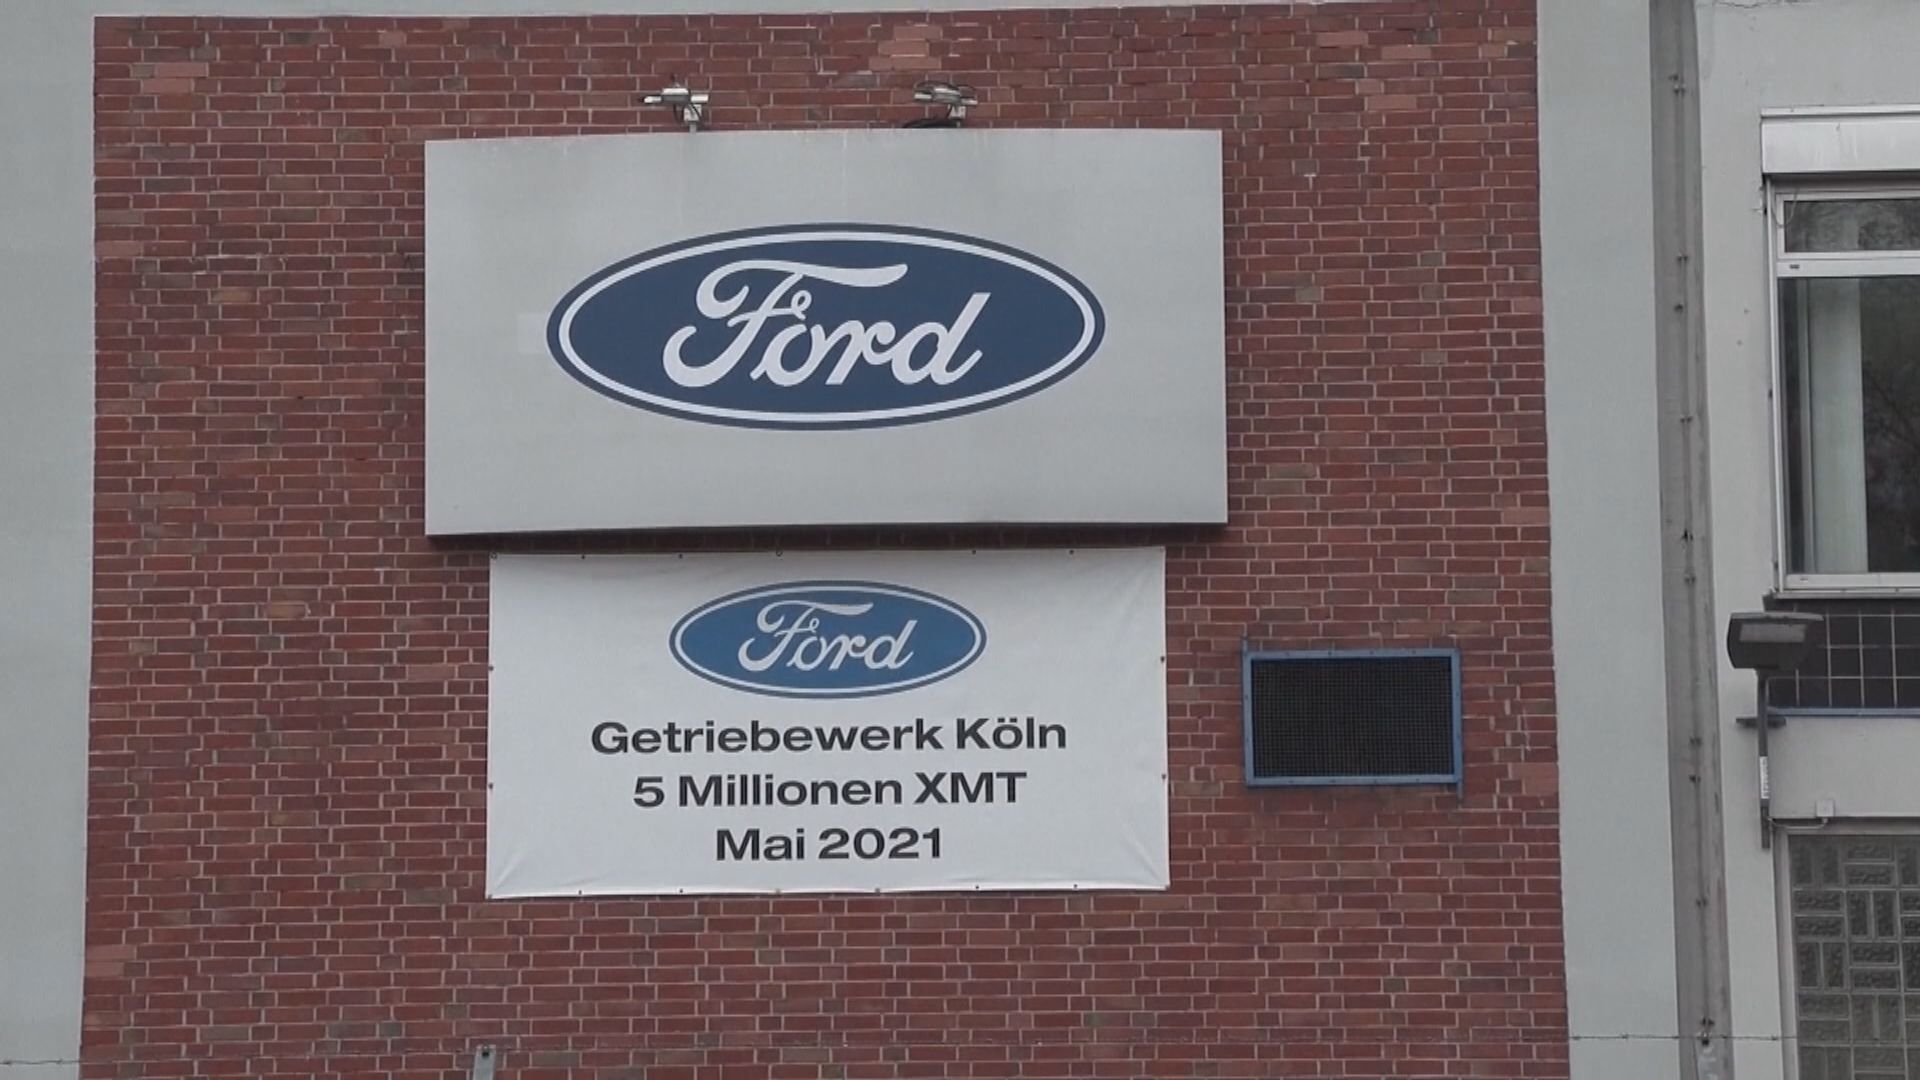 Ford
Ford
Getriebewerk Köln
5 Millionen XMT
Mai 2021